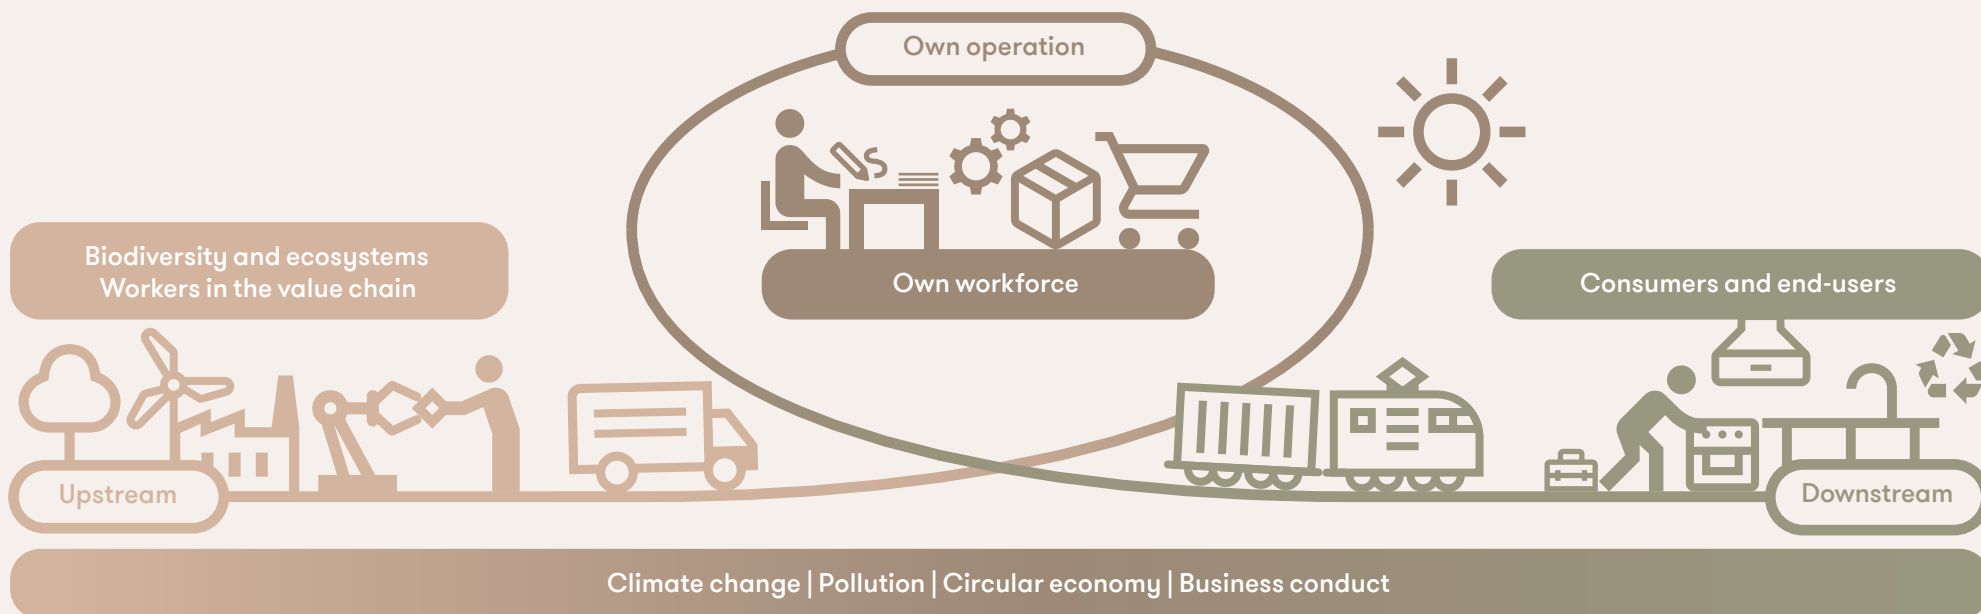 Own operation
Biodiversity and ecosystems
Workers in the value chain
Own workforce
Consumers and end-users
Upstream
Downstream
Climate change | Pollution | Circular economy | Business conduct